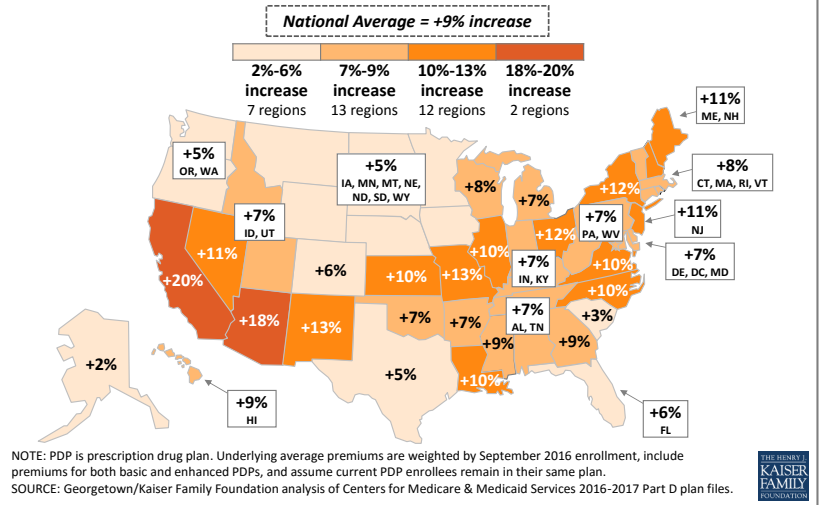 National Average = +9% increase
2%-6%
increase
7 regions
7%-9%
increase
13 regions
10%-13%
increase
12 regions
18%-20%
increase
2 regions
+11%
ME, NH
+5%
OR, WA
+5%
IA, MN, MT, NE,
ND, SD, WY
+8%
+7%
+12%
+8%
CT, MA, RI, VT
+7%
ID, UT
+7%
PA, WV
+11%
NJ
+11%
+12%
+10%
+7%
IN, KY
+10%
+7%
DE, DC, MD
+20%
+6%
+10%
+13%
+10%
+18%
+13%
+7%
+7%
+7%
AL, TN
+3%
+9%
+9%
+2%
+5%
+10%
+9%
HI
+6%
FL
NOTE: PDP is prescription drug plan. Underlying average premiums are weighted by September 2016 enrollment, include
premiums for both basic and enhanced PDPs, and assume current PDP enrollees remain in their same plan.
SOURCE: Georgetown/Kaiser Family Foundation analysis of Centers for Medicare & Medicaid Services 2016-2017 Part D plan files.
THE HENRY J.
KAISER
FAMILY
FOUNDATION